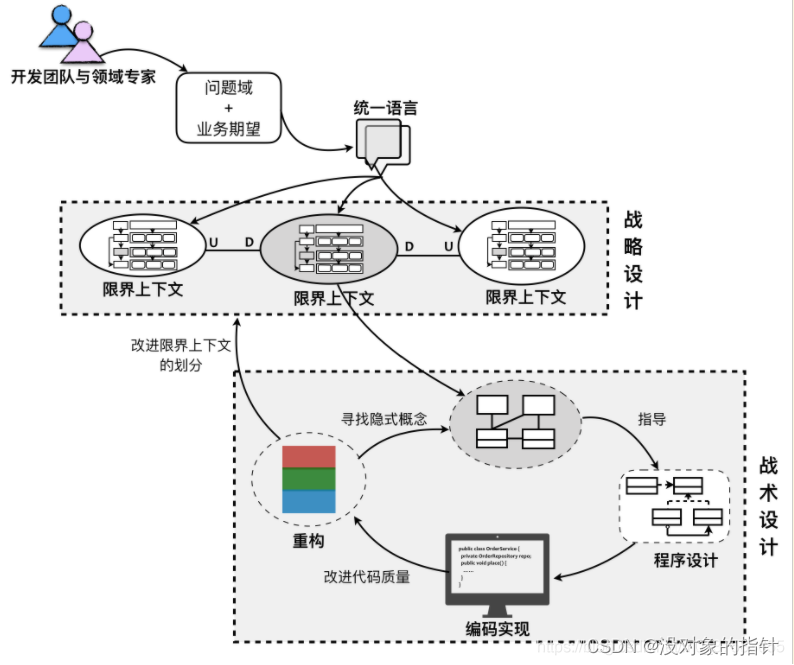 开发团队与领域专家
问题域
+
业务期望
统一语言
U
D
D
U
限界上下文
限界上下文
限界上下文
战略设计
改进限界上下文
的划分
寻找隐式概念
指导
重构
程序设计
战术设计
改进代码质量
public class OrderService {
private OrderRepository repo;
public void place() {
......
}
}
编码实现
CSDN @没对象的指针